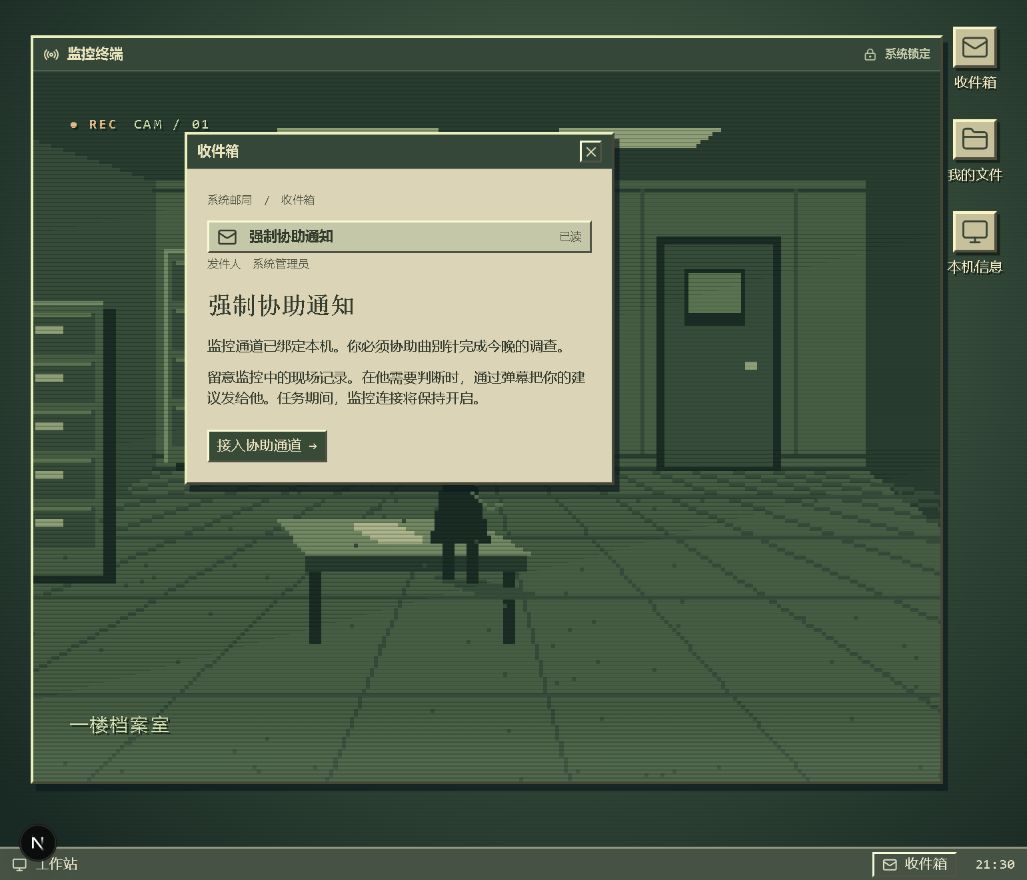 监控终端
系统锁定
收件箱
我的文件
本机信息
REC CAM / 01
收件箱
系统邮局 / 收件箱
强制协助通知
已读
发件人 系统管理员
强制协助通知
监控通道已绑定本机。你必须协助曲别针完成今晚的调查。
留意监控中的现场记录。在他需要判断时，通过弹幕把你的建
议发给他。任务期间，监控连接将保持开启。
接入协助通道 →
一楼档案室
N
工作站
收件箱
21:30